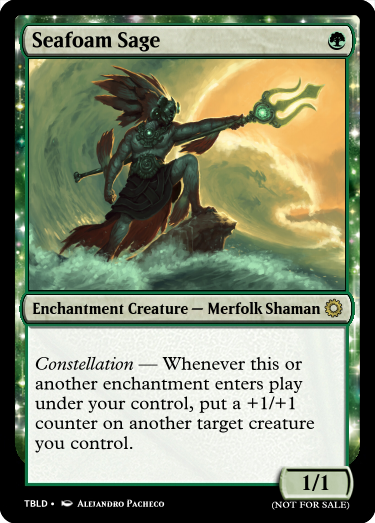 Seafoam Sage
Enchantment Creature — Merfolk Shaman
Constellation — Whenever this or
another enchantment enters play
under your control, put a +1/+1
counter on another target creature
you control.
1/1
TBLD • Alejandro Pacheco
(NOT FOR SALE)